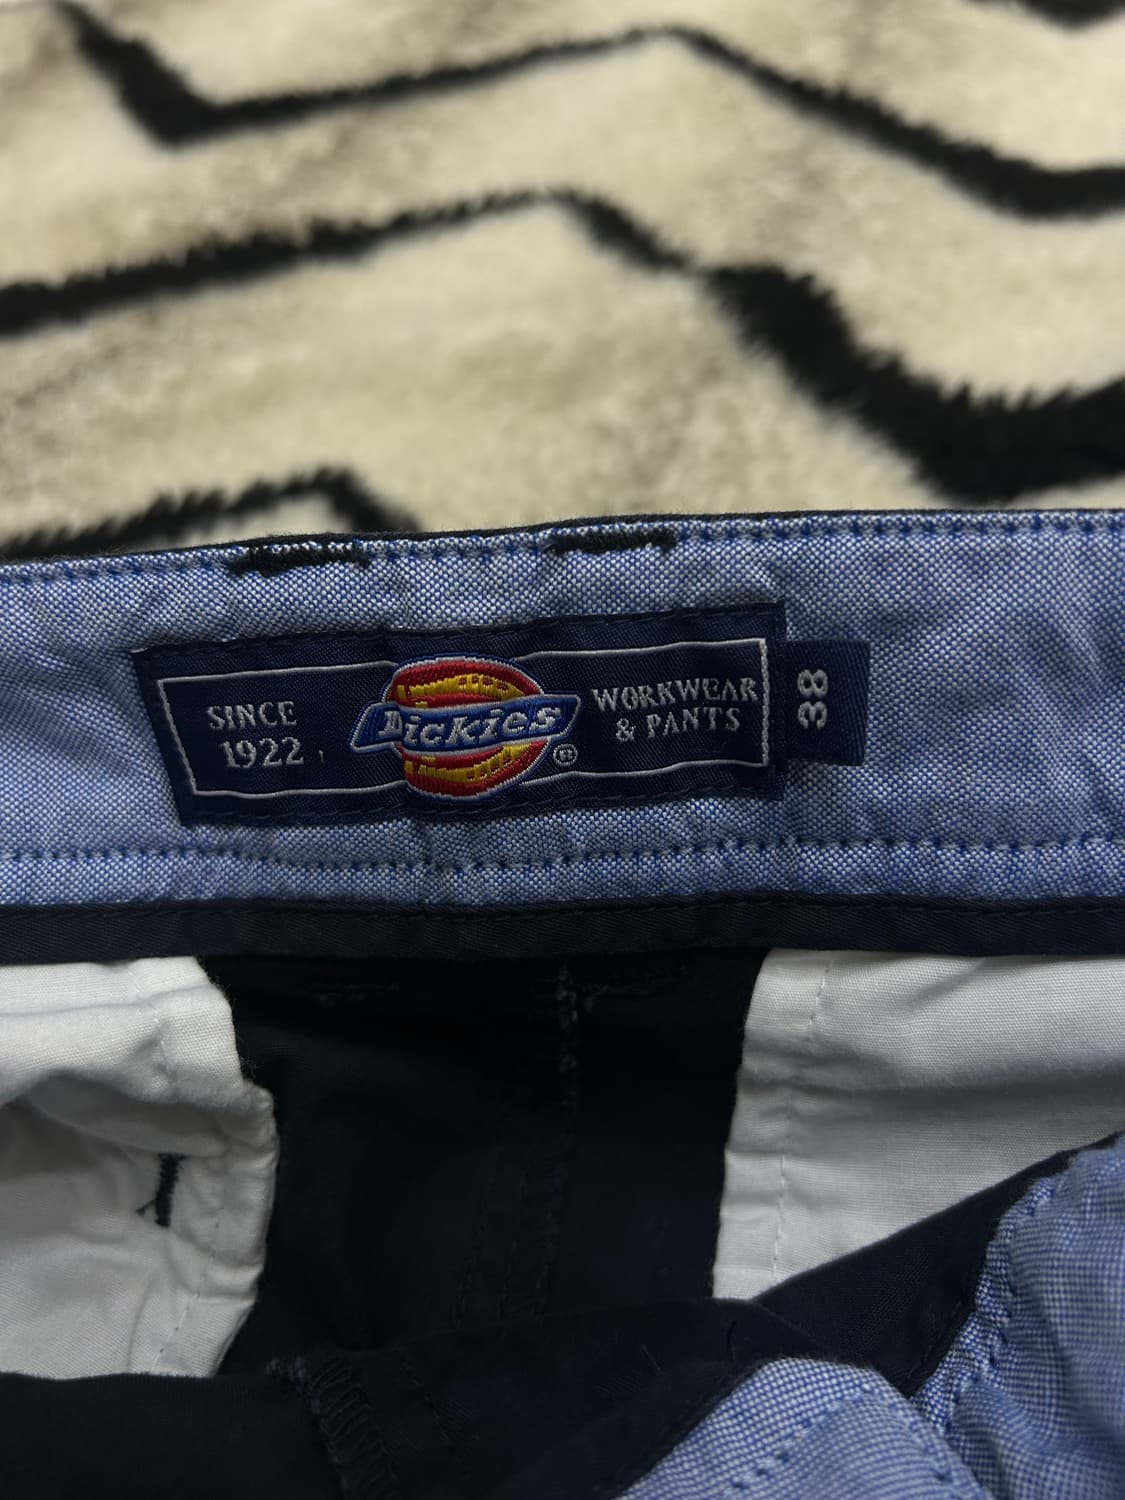 SINCE
1922
Dickies
®
WORKWEAR
& PANTS
38